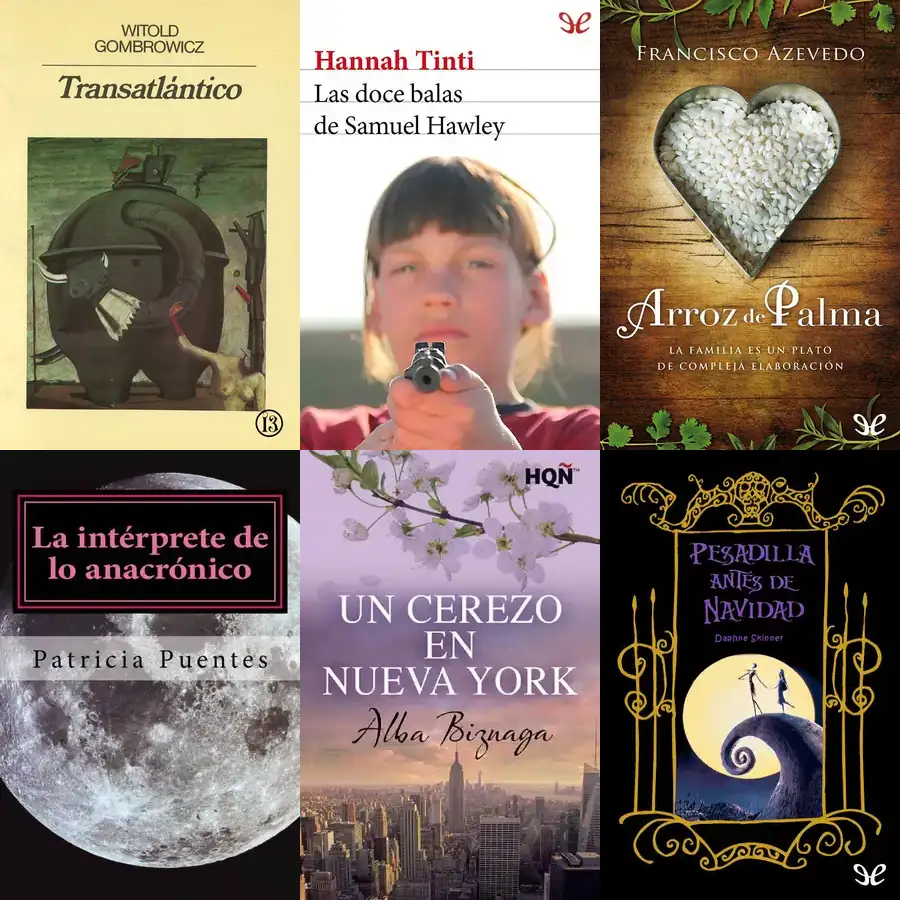 WITOLD
GOMBROWICZ
Transatlántico
13
Hannah Tinti
Las doce balas
de Samuel Hawley
FRANCISCO AZEVEDO
Arroz de Palma
LA FAMILIA ES UN PLATO
DE COMPLEJA ELABORACIÓN
La intérprete de
lo anacrónico
Patricia Puentes
HQÑ™
UN CEREZO
EN
NUEVA YORK
Alba Biznaga
PESADILLA
ANTES DE
NAVIDAD
Daphne Skinner